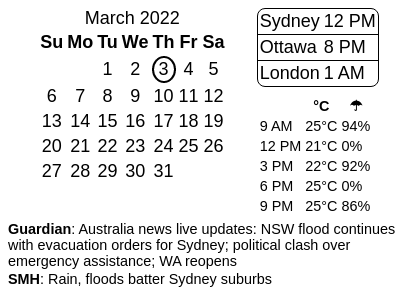 March 2022
Su Mo Tu We Th Fr Sa
1 2 3 4 5
6 7 8 9 10 11 12
13 14 15 16 17 18 19
20 21 22 23 24 25 26
27 28 29 30 31
Sydney 12 PM
Ottawa 8 PM
London 1 AM
°C ☂
9 AM 25°C 94%
12 PM 21°C 0%
3 PM 22°C 92%
6 PM 25°C 0%
9 PM 25°C 86%
Guardian: Australia news live updates: NSW flood continues
with evacuation orders for Sydney; political clash over
emergency assistance; WA reopens
SMH: Rain, floods batter Sydney suburbs